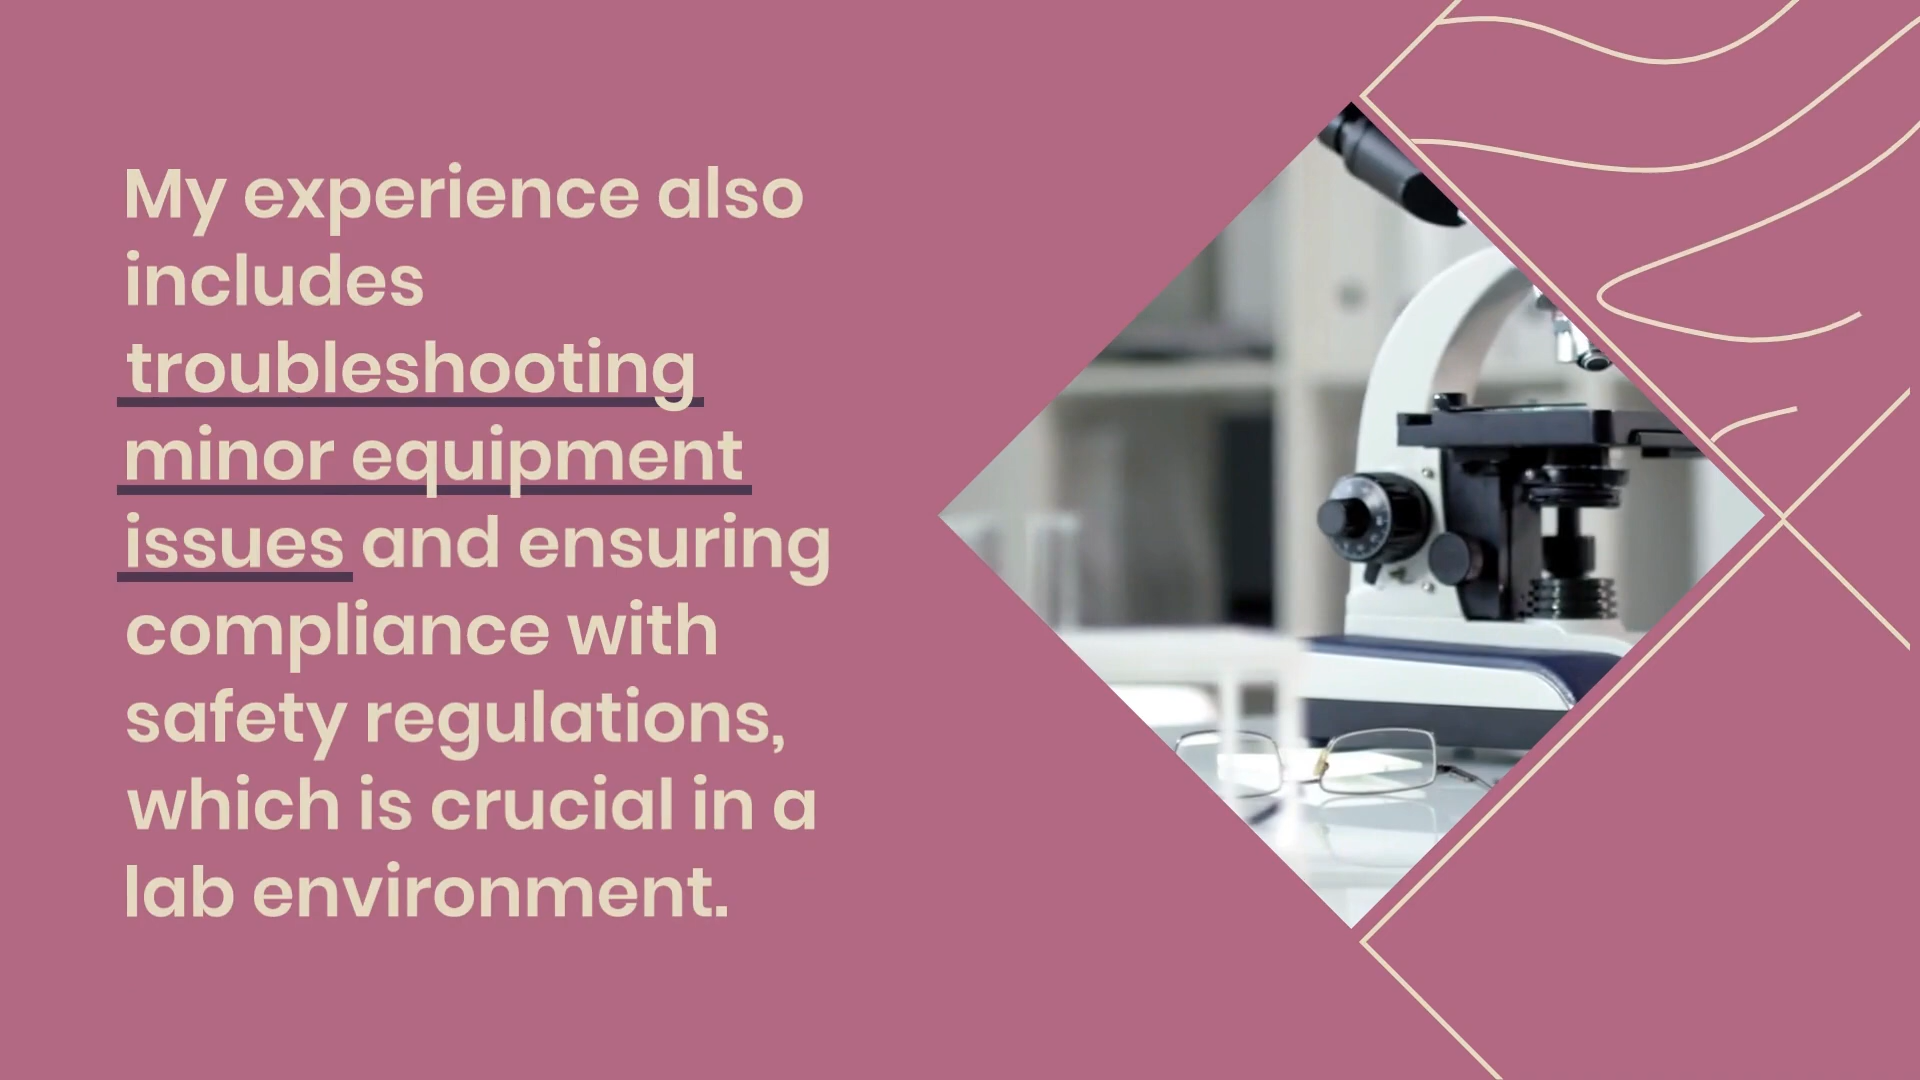 My experience also
includes
troubleshooting
minor equipment
issues and ensuring
compliance with
safety regulations,
which is crucial in a
lab environment.